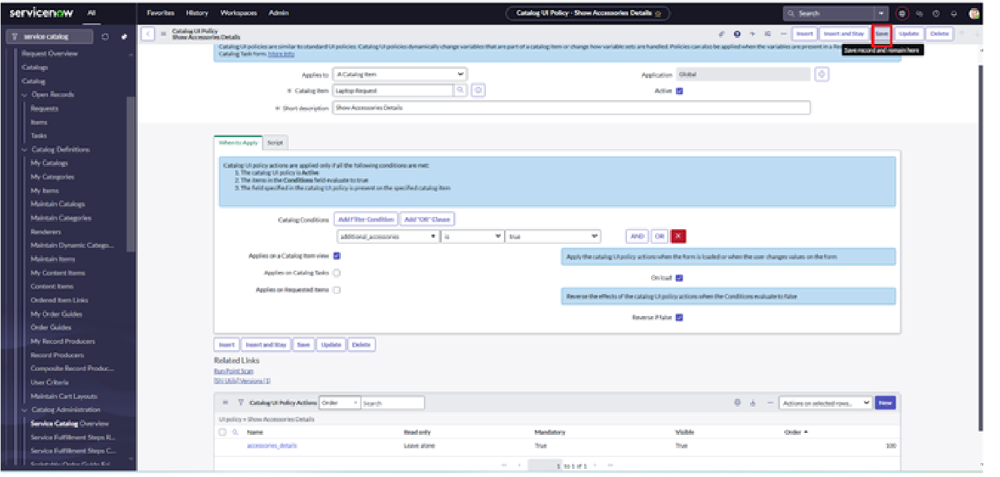 servicenow All Favorites History Workspaces Admin Catalog UI Policy - Show Accessories Details Search
service catalog
Catalog UI Policy
Show Accessories Details
Insert Insert and Stay Save Update Delete
Save record and remain here
Request Overview
Catalogs
Catalog
Open Records
Requests
Items
Tasks
Catalog Definitions
My Catalogs
My Categories
My Items
Maintain Catalogs
Maintain Categories
Renderers
Maintain Dynamic Catego...
Maintain Items
My Content Items
Content Items
Ordered Item Links
My Order Guides
Order Guides
My Record Producers
Record Producers
Composite Record Produc...
User Criteria
Maintain Cart Layouts
Catalog Administration
Service Catalog Overview
Service Fulfillment Steps R...
Service Fulfillment Steps C...
Catalog UI policies are similar to standard UI policies. Catalog UI policies dynamically change variables that are part of a catalog item or change how variable sets are handled. Policies can also be applied when the variables are present in a
Catalog Task form. More Info
Applies to A Catalog Item Application Global
Catalog item Laptop Request Active
Short description Show Accessories Details
When to Apply Script
Catalog UI policy actions are applied only if all the following conditions are met:
1. The catalog UI policy is Active
2. The items in the Conditions field evaluate to true
3. The field specified in the catalog UI policy is present on the specified catalog item
Catalog Conditions Add Filter Condition Add "OR" Clause
additional_accessories is true AND OR X
Applies on a Catalog Item view Apply the catalog UI policy actions when the form is loaded or when the user changes values on the form
Applies on Catalog Tasks On load
Applies on Requested Items Reverse the effects of the catalog UI policy actions when the Conditions evaluate to false
Reverse if false
Insert Insert and Stay Save Update Delete
Related Links
Run Point Scan
[SN Utils] Versions (1)
Catalog UI Policy Actions Order Search Actions on selected rows... New
UI policy = Show Accessories Details
Name Read only Mandatory Visible Order
accessories_details Leave alone True True 100
1 to 1 of 1